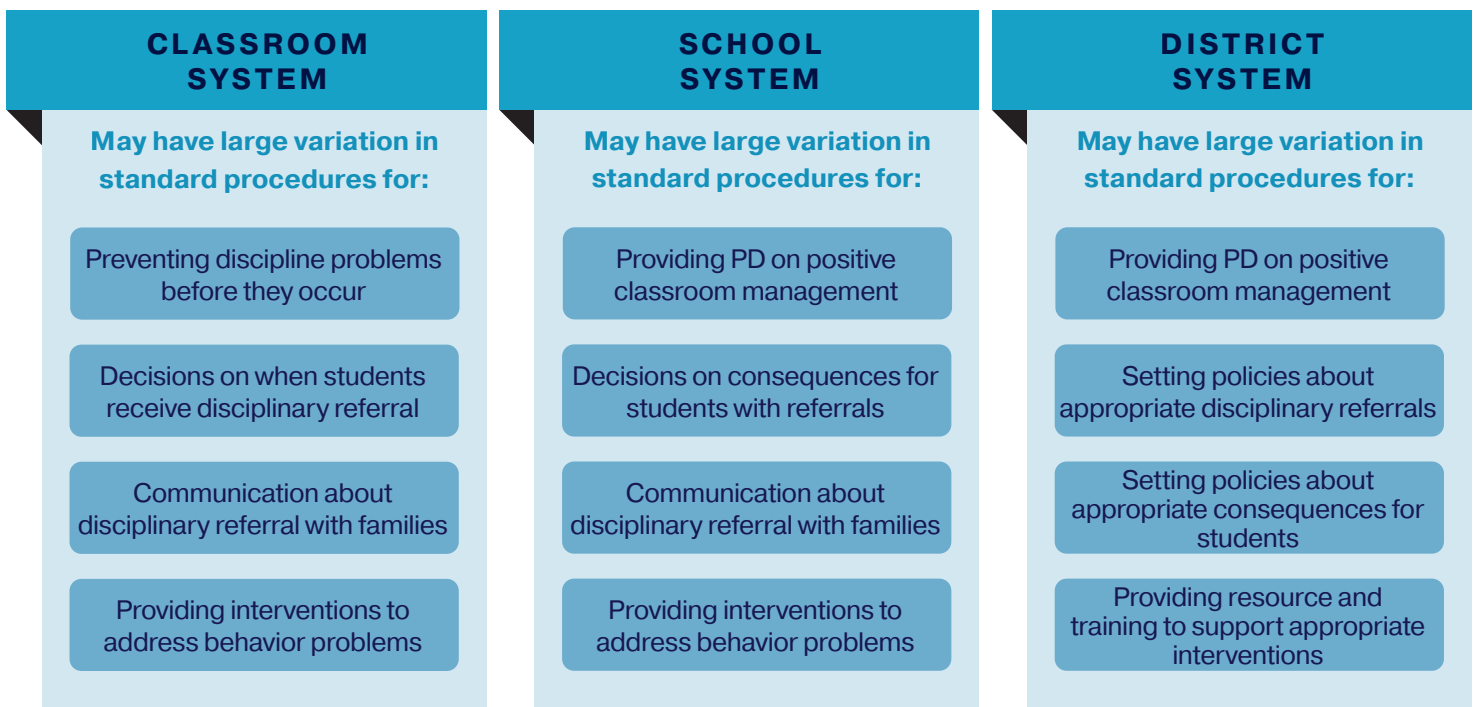 CLASSROOM
SYSTEM
May have large variation in
standard procedures for:
Preventing discipline problems
before they occur
Decisions on when students
receive disciplinary referral
Communication about
disciplinary referral with families
Providing interventions to
address behavior problems
SCHOOL
SYSTEM
May have large variation in
standard procedures for:
Providing PD on positive
classroom management
Decisions on consequences for
students with referrals
Communication about
disciplinary referral with families
Providing interventions to
address behavior problems
DISTRICT
SYSTEM
May have large variation in
standard procedures for:
Providing PD on positive
classroom management
Setting policies about
appropriate disciplinary referrals
Setting policies about
appropriate consequences for
students
Providing resource and
training to support appropriate
interventions